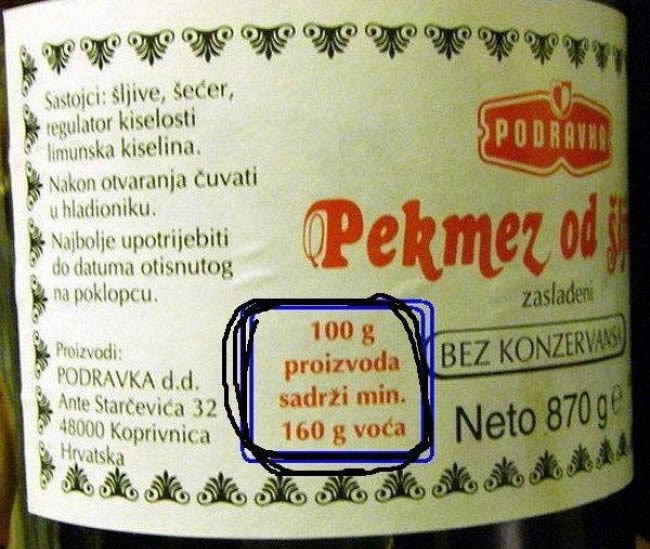 Sastojci: šljive, šećer,
regulator kiselosti
limunska kiselina.
Nakon otvaranja čuvati
u hladioniku.
Najbolje upotrijebiti
do datuma otisnutog
na poklopcu.
Proizvodi:
PODRAVKA d.d.
Ante Starčevića 32
48000 Koprivnica
Hrvatska
100 g
proizvoda
sadrži min.
160 g voća
PODRAVKA
Pekmez od
zaslađeni
BEZ KONZERVANSA
Neto 870 g e